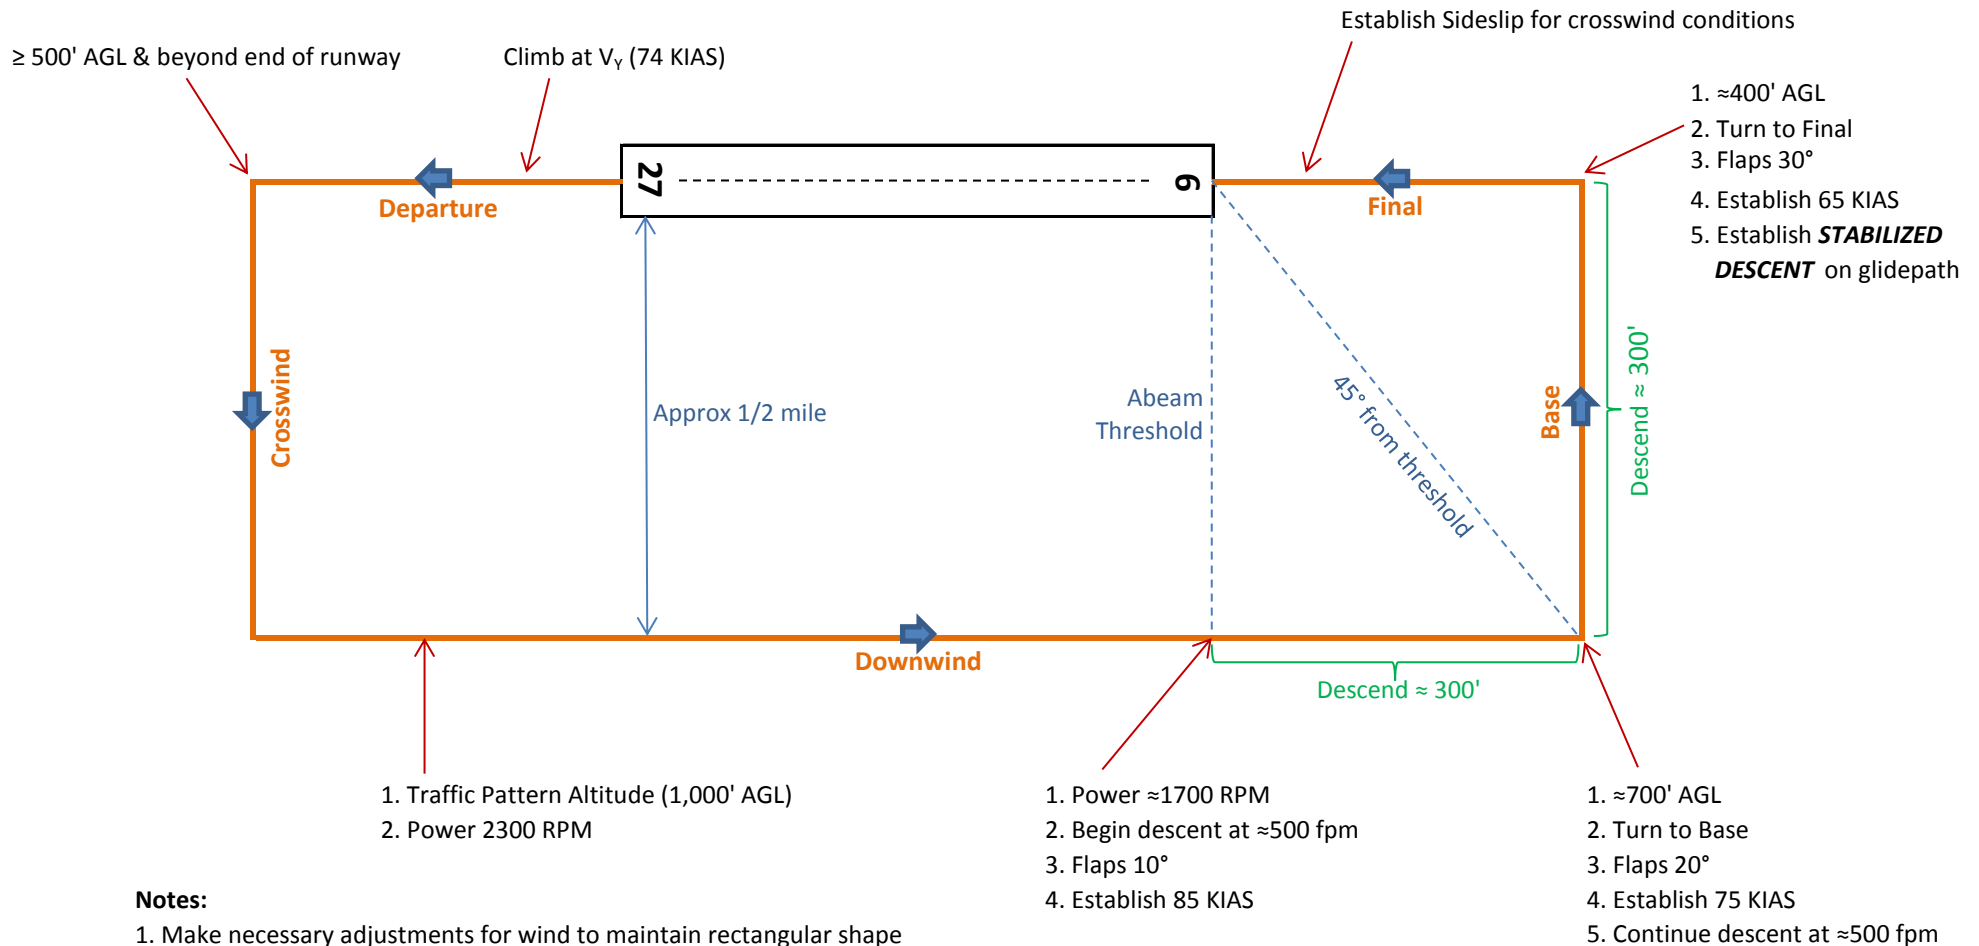 Establish Sideslip for crosswind conditions
≥ 500' AGL & beyond end of runway
Climb at VY (74 KIAS)
1. ≈400' AGL
2. Turn to Final
3. Flaps 30°
4. Establish 65 KIAS
5. Establish STABILIZED
DESCENT on glidepath
27
9
Departure
Final
Crosswind
Approx 1/2 mile
Abeam
Threshold
45° from threshold
Base
Descend ≈ 300'
Downwind
Descend ≈ 300'
1. Traffic Pattern Altitude (1,000' AGL)
2. Power 2300 RPM
1. Power ≈1700 RPM
2. Begin descent at ≈500 fpm
3. Flaps 10°
4. Establish 85 KIAS
1. ≈700' AGL
2. Turn to Base
3. Flaps 20°
4. Establish 75 KIAS
5. Continue descent at ≈500 fpm
Notes:
1. Make necessary adjustments for wind to maintain rectangular shape